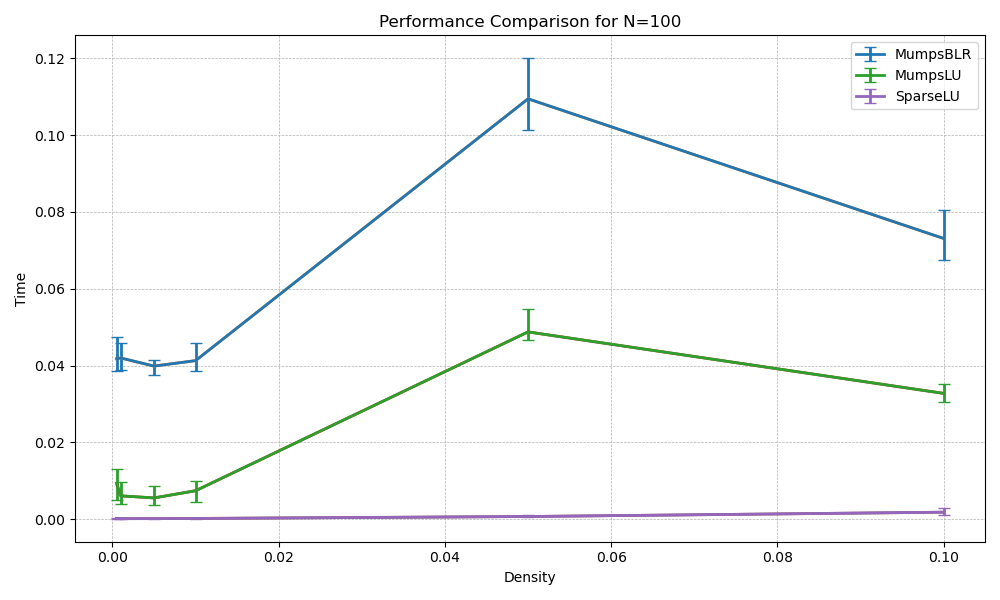 Performance Comparison for N=100
MumpsBLR
MumpsLU
SparseLU
Time
0.12
0.10
0.08
0.06
0.04
0.02
0.00
0.00 0.02 0.04 0.06 0.08 0.10
Density